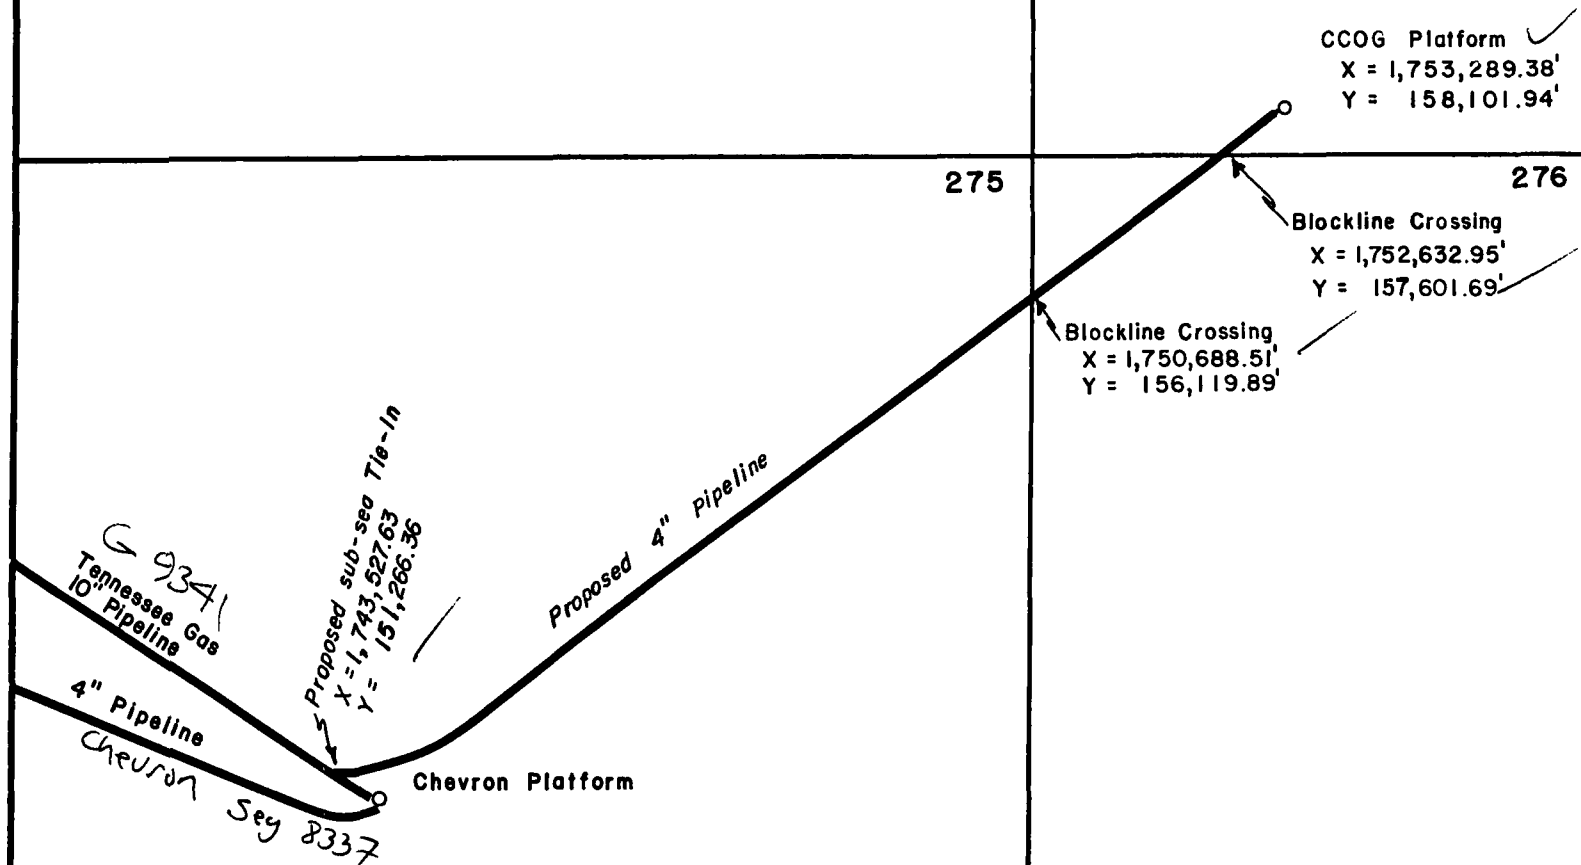 CCOG Platform
X = 1,753,289.38'
Y = 158,101.94'
275
276
Blockline Crossing
X = 1,752,632.95'
Y = 157,601.69'
Blockline Crossing
X = 1,750,688.51'
Y = 156,119.89'
Proposed sub-sea Tie-In
X = 1,743,527.63
Y = 151,266.36
Proposed 4" Pipeline
G 9341
Tennessee Gas
10" Pipeline
4" Pipeline
Chevron Seg 8337
Chevron Platform